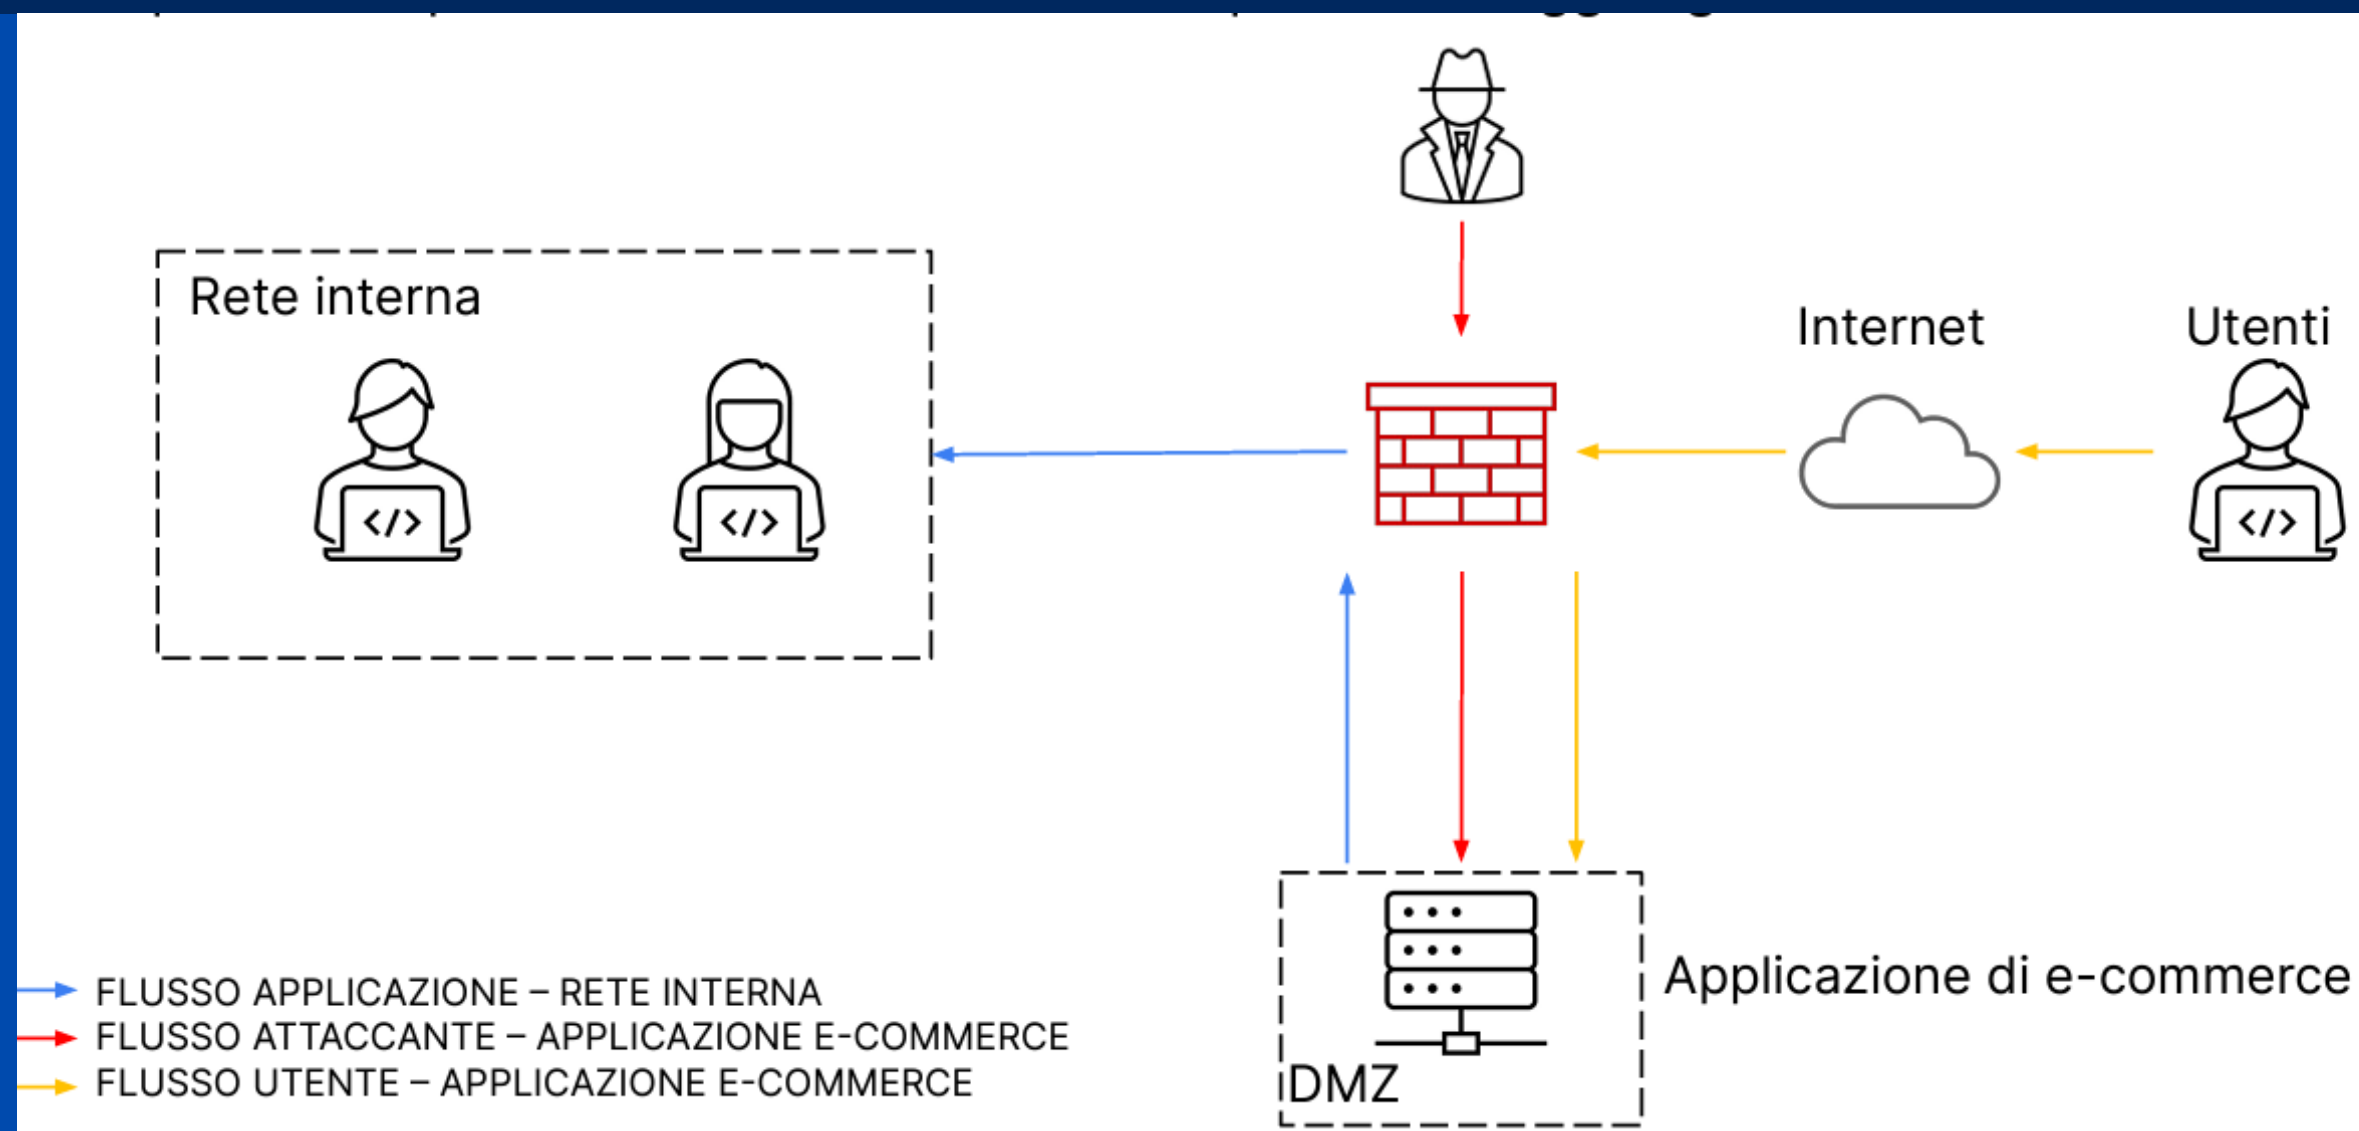 Rete interna
Internet
Utenti
</>
</>
</>
Applicazione di e-commerce
DMZ
FLUSSO APPLICAZIONE – RETE INTERNA
FLUSSO ATTACCANTE – APPLICAZIONE E-COMMERCE
FLUSSO UTENTE – APPLICAZIONE E-COMMERCE